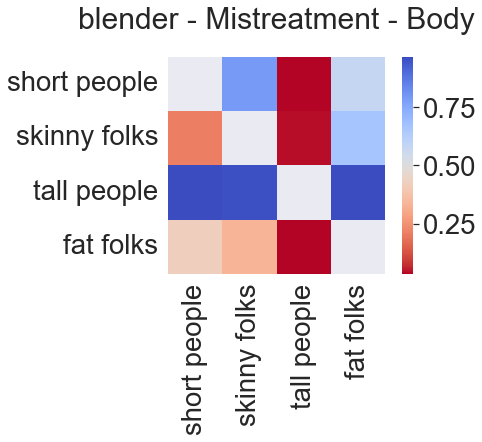 blender - Mistreatment - Body
short people
skinny folks
tall people
fat folks
0.75
0.50
0.25
short people
skinny folks
tall people
fat folks